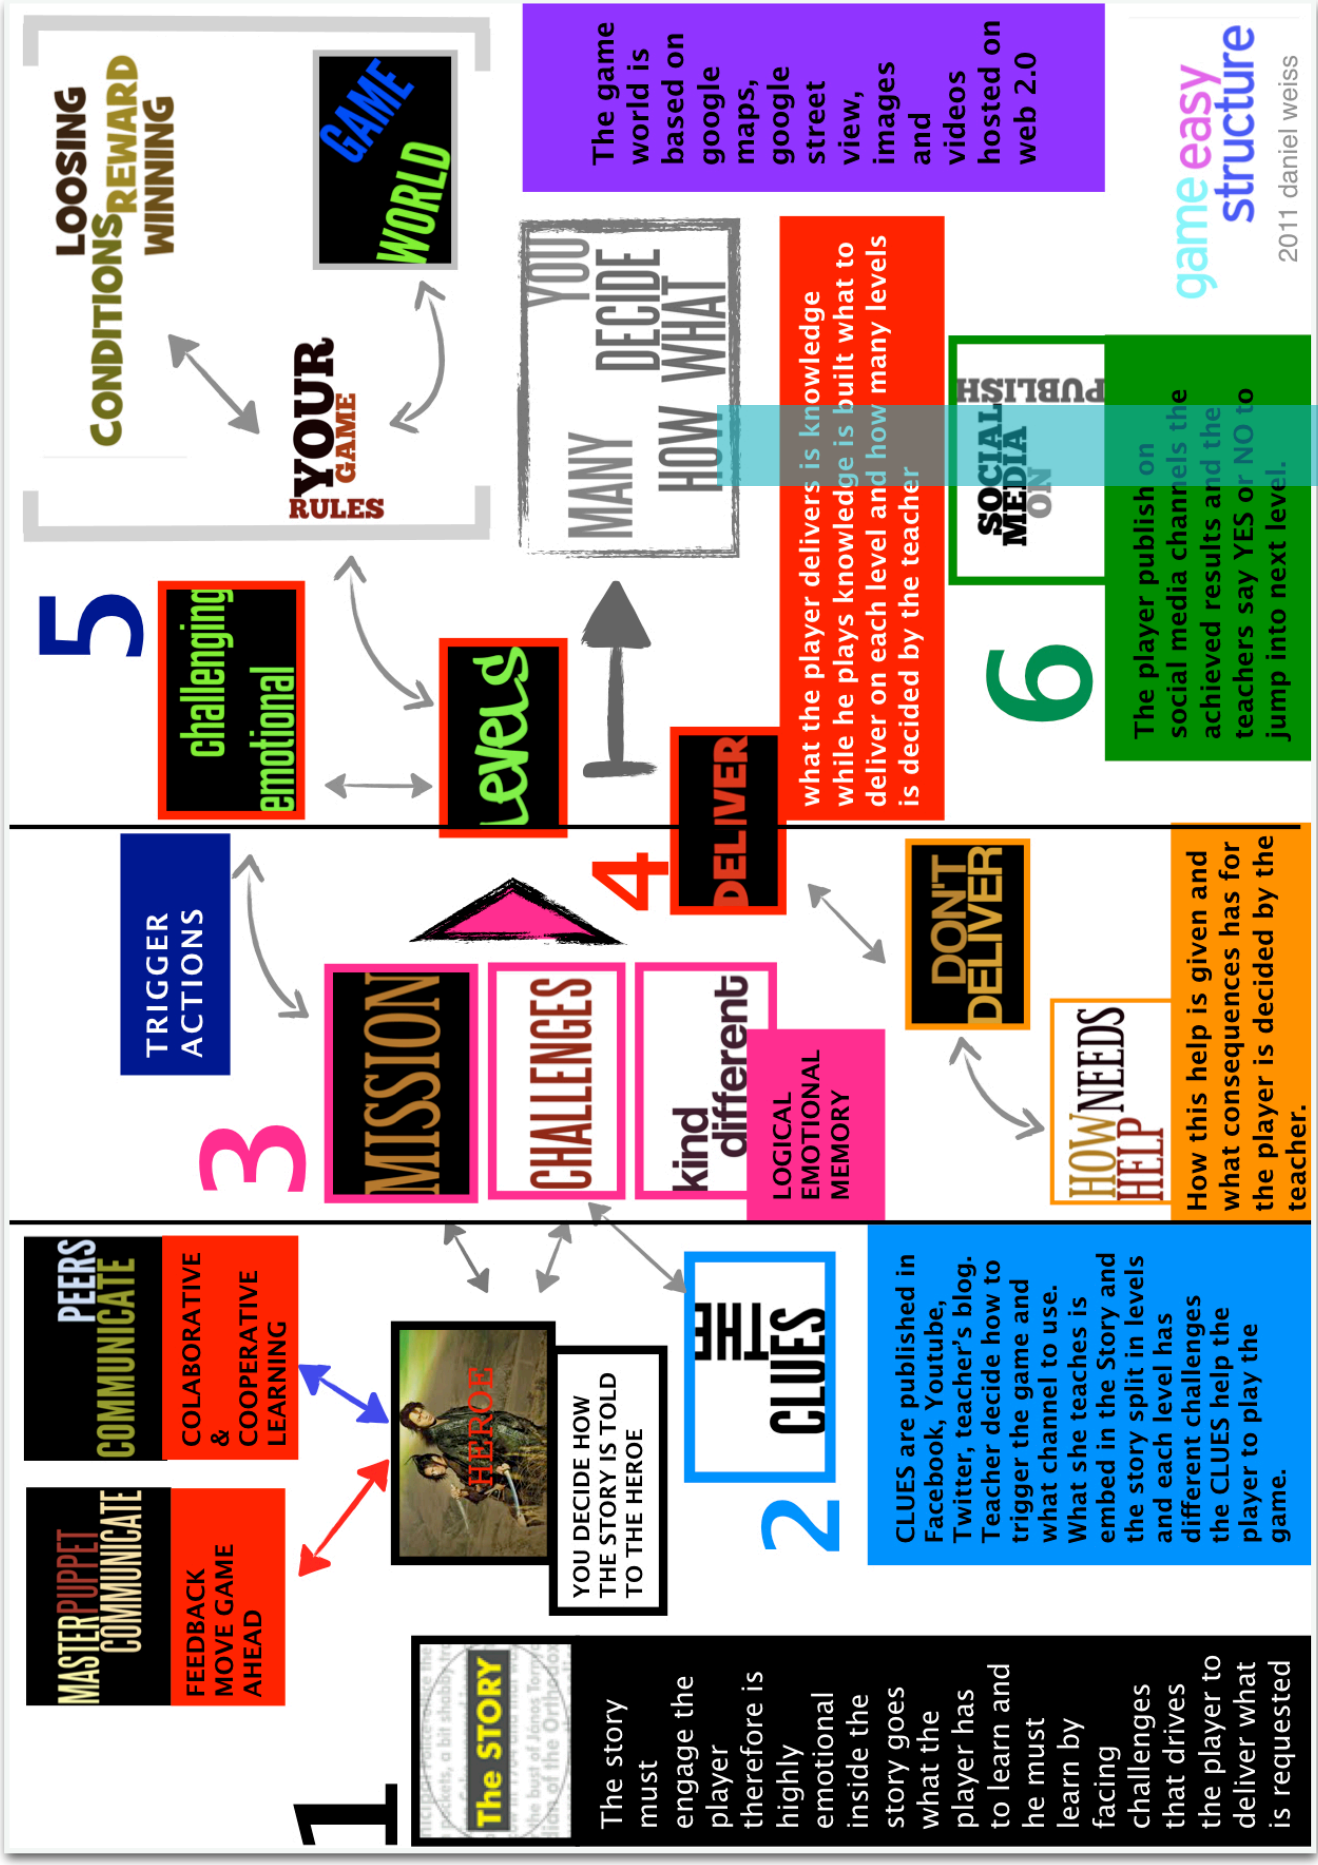 1
The STORY
The story
must
engage the
player
therefore is
highly
emotional
inside the
story goes
what the
player has
to learn and
he must
learn by
facing
challenges
that drives
the player to
deliver what
is requested
MASTERPUPPET
COMMUNICATE
FEEDBACK
MOVE GAME
AHEAD
PEERS
COMMUNICATE
COLABORATIVE
&
COOPERATIVE
LEARNING
HEROE
YOU DECIDE HOW
THE STORY IS TOLD
TO THE HEROE
2
THE
CLUES
CLUES are published in
Facebook, Youtube,
Twitter, teacher's blog.
Teacher decide how to
trigger the game and
what channel to use.
What she teaches is
embed in the Story and
the story split in levels
and each level has
different challenges
the CLUES help the
player to play the
game.
TRIGGER
ACTIONS
3
MISSION
CHALLENGES
kind
different
LOGICAL
EMOTIONAL
MEMORY
4
DELIVER
what the player delivers is knowledge
while he plays knowledge is built what to
deliver on each level and how many levels
is decided by the teacher
DON'T
DELIVER
HOW NEEDS
HELP
How this help is given and
what consequences has for
the player is decided by the
teacher.
5
challenging
emotional
Levels
LOOSING
CONDITIONS REWARD
WINNING
YOUR
GAME
RULES
GAME
WORLD
MANY YOU
DECIDE
HOW WHAT
The game
world is
based on
google
maps,
google
street
view,
images
and
videos
hosted on
web 2.0
6
SOCIAL
MEDIA
ON
PUBLISH
The player publish on
social media channels the
achieved results and the
teachers say YES or NO to
jump into next level.
game easy
structure
2011 daniel weiss